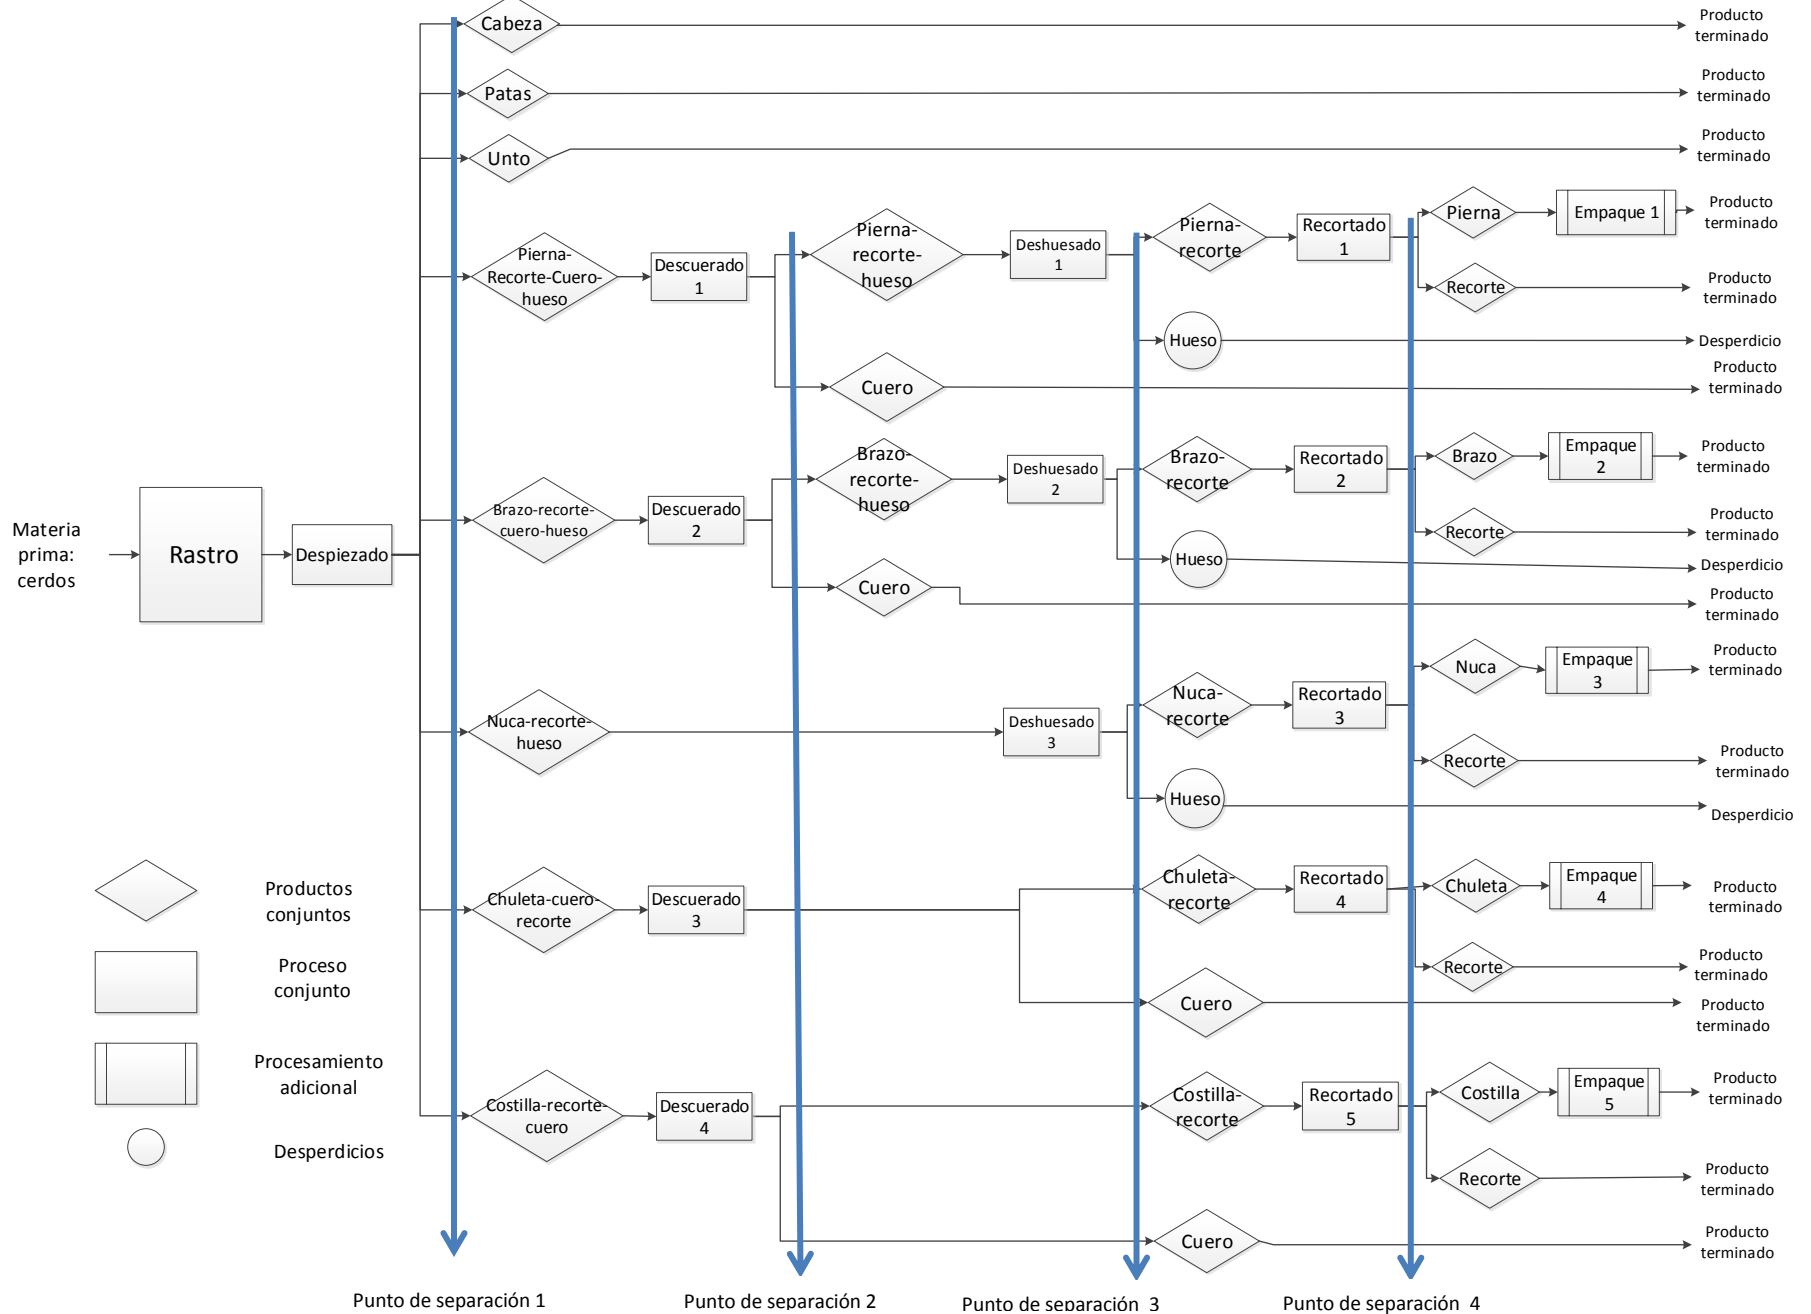 Cabeza
Producto
terminado
Patas
Producto
terminado
Unto
Producto
terminado
Pierna-
Recorte-Cuero-
hueso
Descuerado
1
Pierna-
recorte-
hueso
Deshuesado
1
Pierna-
recorte
Recortado
1
Pierna
Empaque 1
Producto
terminado
Recorte
Producto
terminado
Hueso
Desperdicio
Cuero
Producto
terminado
Materia
prima:
cerdos
Rastro
Despiezado
Brazo-recorte-
cuero-hueso
Descuerado
2
Brazo-
recorte-
hueso
Deshuesado
2
Brazo-
recorte
Recortado
2
Brazo
Empaque
2
Producto
terminado
Recorte
Producto
terminado
Hueso
Desperdicio
Cuero
Producto
terminado
Nuca-recorte-
hueso
Deshuesado
3
Nuca-
recorte
Recortado
3
Nuca
Empaque
3
Producto
terminado
Recorte
Producto
terminado
Hueso
Desperdicio
Chuleta-cuero-
recorte
Descuerado
3
Chuleta-
recorte
Recortado
4
Chuleta
Empaque
4
Producto
terminado
Recorte
Producto
terminado
Cuero
Producto
terminado
Costilla-recorte-
cuero
Descuerado
4
Costilla-
recorte
Recortado
5
Costilla
Empaque
5
Producto
terminado
Recorte
Producto
terminado
Cuero
Producto
terminado
Productos
conjuntos
Proceso
conjunto
Procesamiento
adicional
Desperdicios
Punto de separación 1
Punto de separación 2
Punto de separación 3
Punto de separación 4